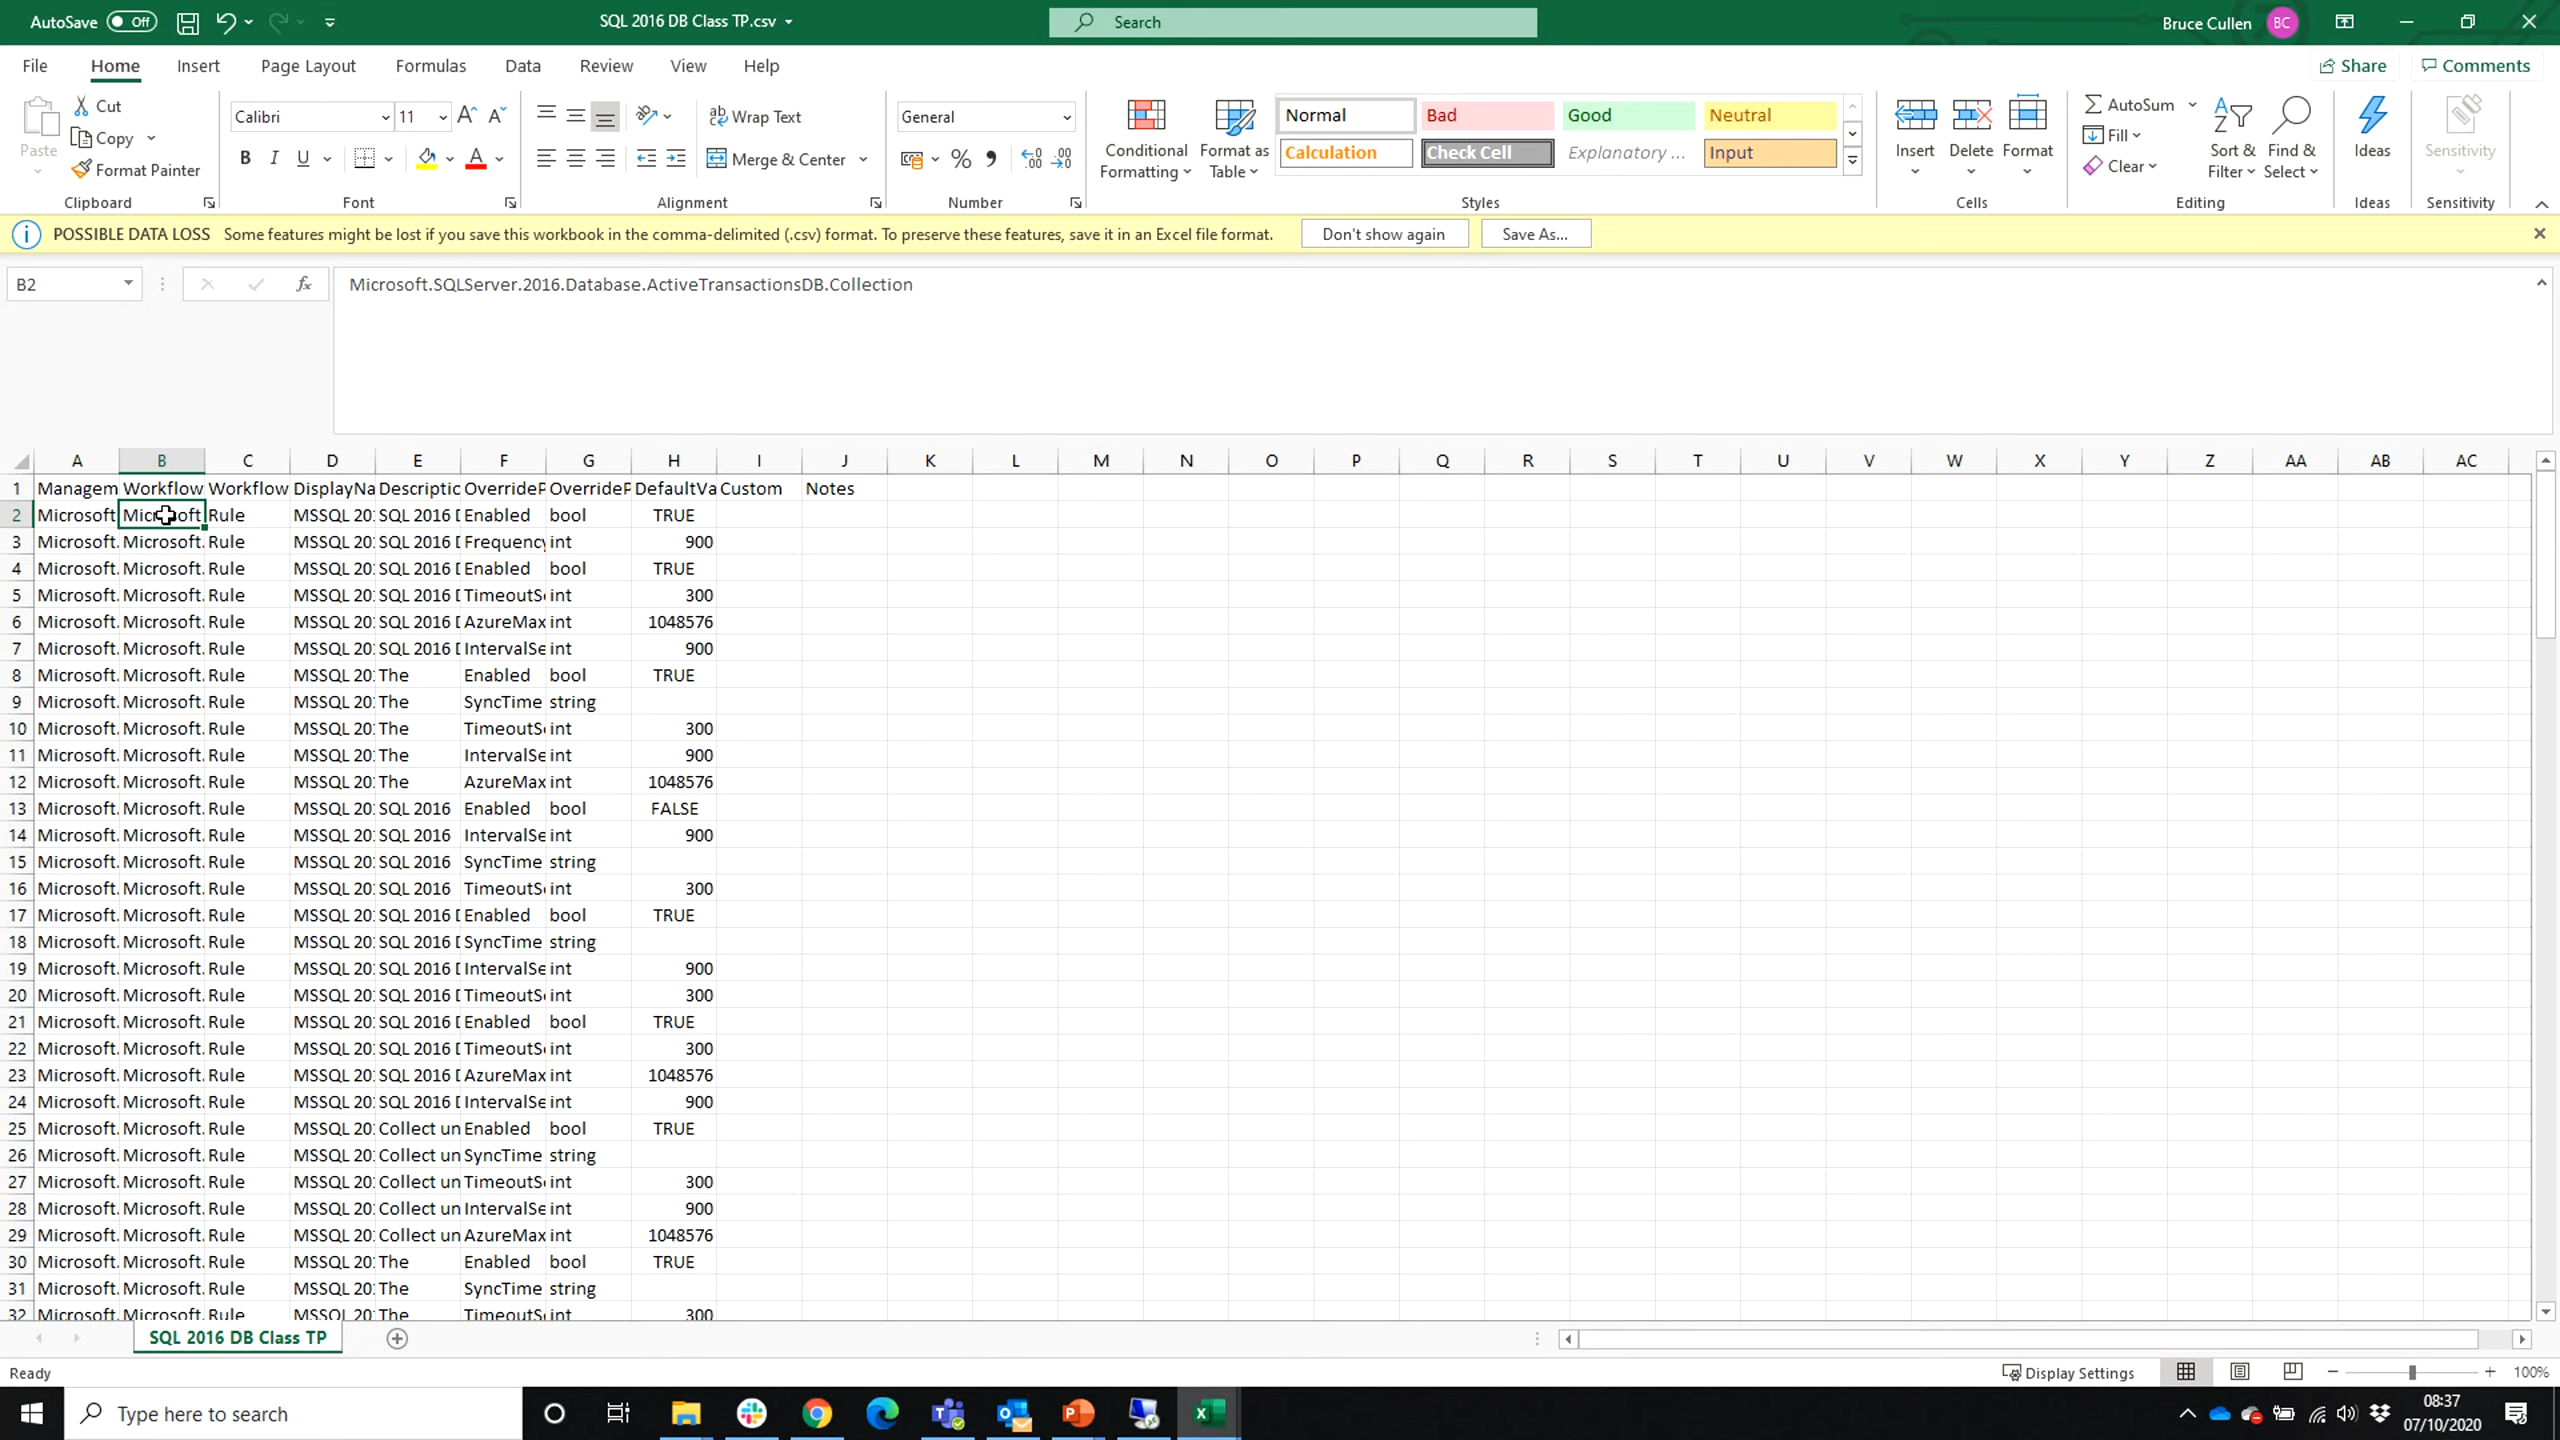 AutoSave Off SQL 2016 DB Class TP.csv Search Bruce Cullen BC
File Home Insert Page Layout Formulas Data Review View Help Share Comments
Paste Cut Copy Format Painter Clipboard
Calibri 11 B I U A Font
Wrap Text Merge & Center Alignment
General % Number
Conditional Formatting Format as Table
Normal Bad Good Neutral
Calculation Check Cell Explanatory ... Input
Styles
Insert Delete Format Cells
AutoSum Fill Clear Sort & Filter Find & Select Editing
Ideas Ideas
Sensitivity Sensitivity
POSSIBLE DATA LOSS Some features might be lost if you save this workbook in the comma-delimited (.csv) format. To preserve these features, save it in an Excel file format. Don't show again Save As...
B2 fx Microsoft.SQLServer.2016.Database.ActiveTransactionsDB.Collection
A B C D E F G H I J K L M N O P Q R S T U V W X Y Z AA AB AC
1 Managem Workflow Workflow DisplayNa Descriptio OverrideP OverrideP DefaultVa Custom Notes
2 Microsoft Microsoft Rule MSSQL 20 SQL 2016 D Enabled bool TRUE
3 Microsoft. Microsoft. Rule MSSQL 20 SQL 2016 D Frequency int 900
4 Microsoft. Microsoft. Rule MSSQL 20 SQL 2016 D Enabled bool TRUE
5 Microsoft. Microsoft. Rule MSSQL 20 SQL 2016 D TimeoutS int 300
6 Microsoft. Microsoft. Rule MSSQL 20 SQL 2016 D AzureMax int 1048576
7 Microsoft. Microsoft. Rule MSSQL 20 SQL 2016 D IntervalSe int 900
8 Microsoft. Microsoft. Rule MSSQL 20 The Enabled bool TRUE
9 Microsoft. Microsoft. Rule MSSQL 20 The SyncTime string
10 Microsoft. Microsoft. Rule MSSQL 20 The TimeoutS int 300
11 Microsoft. Microsoft. Rule MSSQL 20 The IntervalSe int 900
12 Microsoft. Microsoft. Rule MSSQL 20 The AzureMax int 1048576
13 Microsoft. Microsoft. Rule MSSQL 20 SQL 2016 Enabled bool FALSE
14 Microsoft. Microsoft. Rule MSSQL 20 SQL 2016 IntervalSe int 900
15 Microsoft. Microsoft. Rule MSSQL 20 SQL 2016 SyncTime string
16 Microsoft. Microsoft. Rule MSSQL 20 SQL 2016 TimeoutS int 300
17 Microsoft. Microsoft. Rule MSSQL 20 SQL 2016 D Enabled bool TRUE
18 Microsoft. Microsoft. Rule MSSQL 20 SQL 2016 D SyncTime string
19 Microsoft. Microsoft. Rule MSSQL 20 SQL 2016 D IntervalSe int 900
20 Microsoft. Microsoft. Rule MSSQL 20 SQL 2016 D TimeoutS int 300
21 Microsoft. Microsoft. Rule MSSQL 20 SQL 2016 D Enabled bool TRUE
22 Microsoft. Microsoft. Rule MSSQL 20 SQL 2016 D TimeoutS int 300
23 Microsoft. Microsoft. Rule MSSQL 20 SQL 2016 D AzureMax int 1048576
24 Microsoft. Microsoft. Rule MSSQL 20 SQL 2016 D IntervalSe int 900
25 Microsoft. Microsoft. Rule MSSQL 20 Collect un Enabled bool TRUE
26 Microsoft. Microsoft. Rule MSSQL 20 Collect un SyncTime string
27 Microsoft. Microsoft. Rule MSSQL 20 Collect un TimeoutS int 300
28 Microsoft. Microsoft. Rule MSSQL 20 Collect un IntervalSe int 900
29 Microsoft. Microsoft. Rule MSSQL 20 Collect un AzureMax int 1048576
30 Microsoft. Microsoft. Rule MSSQL 20 The Enabled bool TRUE
31 Microsoft. Microsoft. Rule MSSQL 20 The SyncTime string
32 Microsoft. Microsoft. Rule MSSQL 20 The TimeoutS int 300
SQL 2016 DB Class TP
Ready Display Settings 100%
Type here to search 08:37
07/10/2020